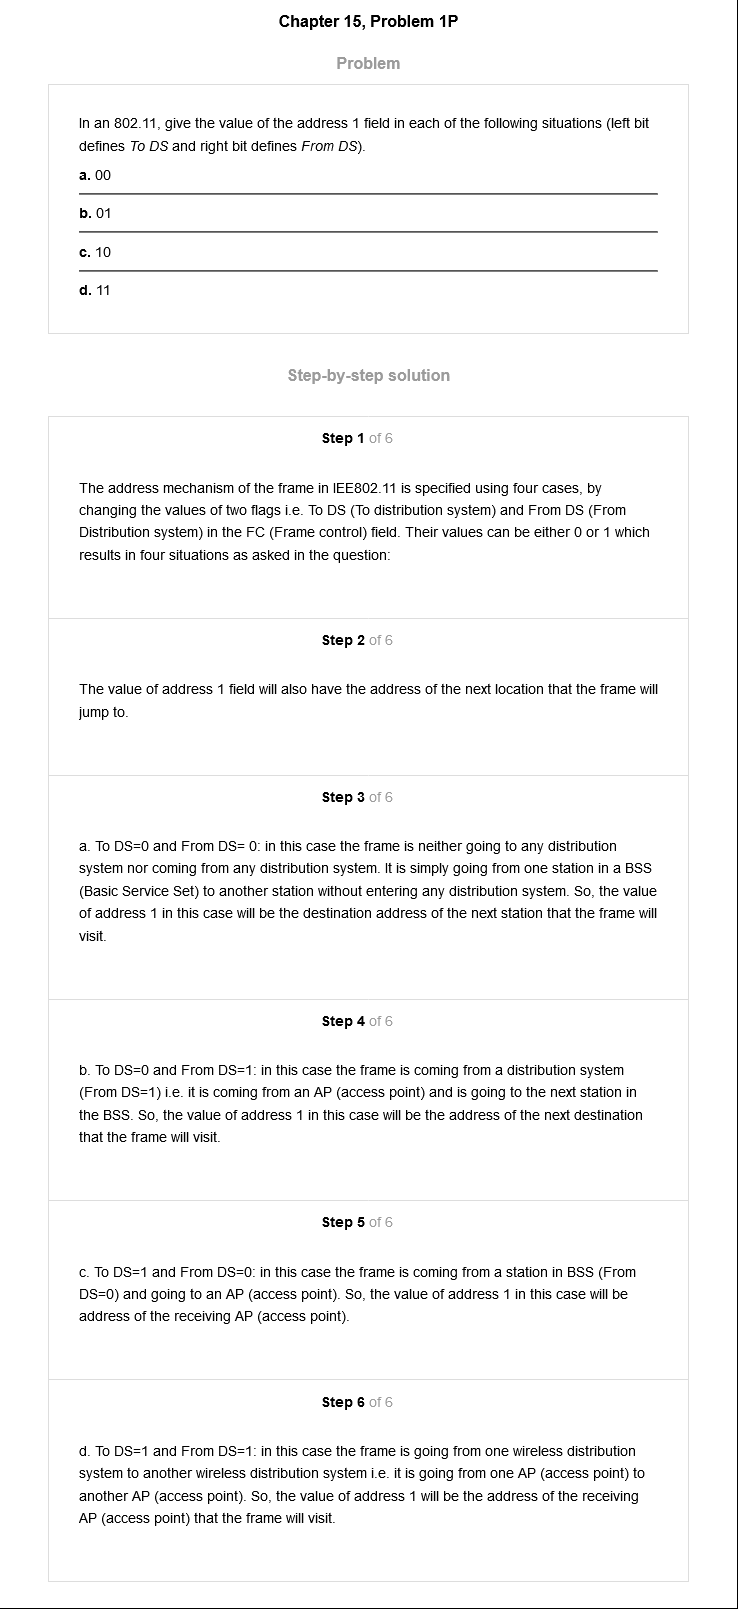 Chapter 15, Problem 1P
Problem
In an 802.11, give the value of the address 1 field in each of the following situations (left bit
defines To DS and right bit defines From DS).
a. 00
b. 01
c. 10
d. 11
Step-by-step solution
Step 1 of 6
The address mechanism of the frame in IEE802.11 is specified using four cases, by
changing the values of two flags i.e. To DS (To distribution system) and From DS (From
Distribution system) in the FC (Frame control) field. Their values can be either 0 or 1 which
results in four situations as asked in the question:
Step 2 of 6
The value of address 1 field will also have the address of the next location that the frame will
jump to.
Step 3 of 6
a. To DS=0 and From DS= 0: in this case the frame is neither going to any distribution
system nor coming from any distribution system. It is simply going from one station in a BSS
(Basic Service Set) to another station without entering any distribution system. So, the value
of address 1 in this case will be the destination address of the next station that the frame will
visit.
Step 4 of 6
b. To DS=0 and From DS=1: in this case the frame is coming from a distribution system
(From DS=1) i.e. it is coming from an AP (access point) and is going to the next station in
the BSS. So, the value of address 1 in this case will be the address of the next destination
that the frame will visit.
Step 5 of 6
c. To DS=1 and From DS=0: in this case the frame is coming from a station in BSS (From
DS=0) and going to an AP (access point). So, the value of address 1 in this case will be
address of the receiving AP (access point).
Step 6 of 6
d. To DS=1 and From DS=1: in this case the frame is going from one wireless distribution
system to another wireless distribution system i.e. it is going from one AP (access point) to
another AP (access point). So, the value of address 1 will be the address of the receiving
AP (access point) that the frame will visit.